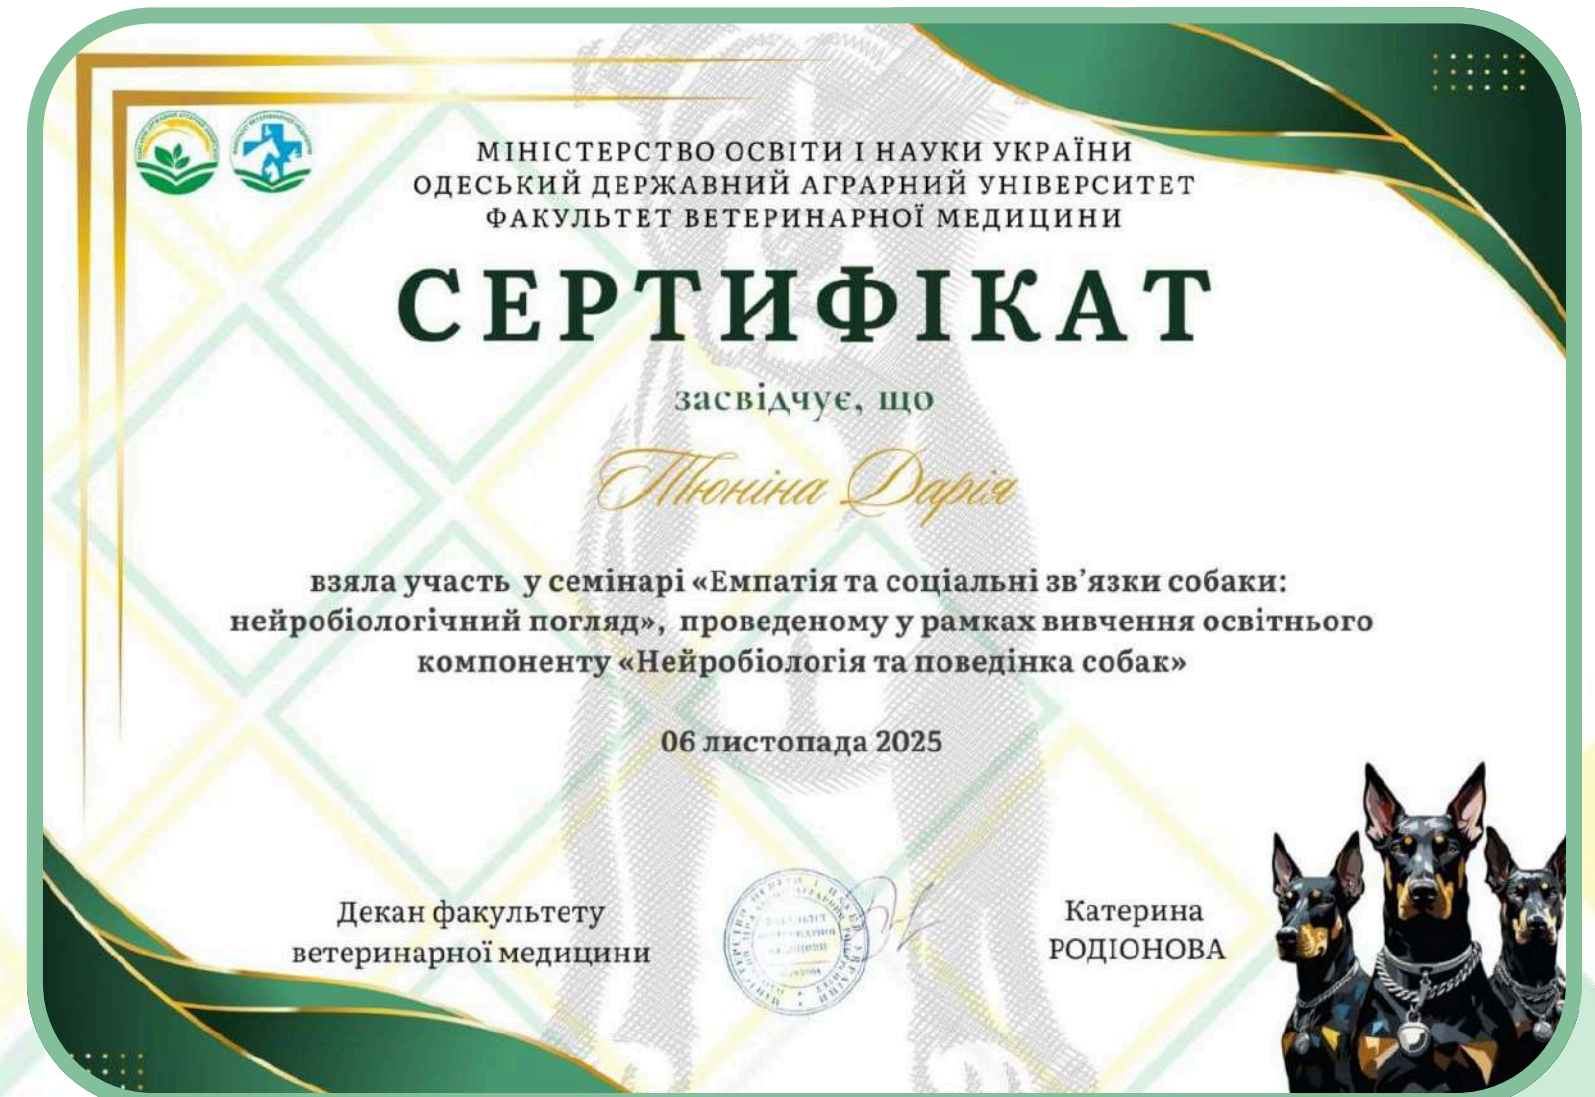 МІНІСТЕРСТВО ОСВІТИ І НАУКИ УКРАЇНИ
ОДЕСЬКИЙ ДЕРЖАВНИЙ АГРАРНИЙ УНІВЕРСИТЕТ
ФАКУЛЬТЕТ ВЕТЕРИНАРНОЇ МЕДИЦИНИ
СЕРТИФІКАТ
засвідчує, що
Тюніна Дарія
взяла участь у семінарі «Емпатія та соціальні зв’язки собаки:
нейробіологічний погляд», проведеному у рамках вивчення освітнього
компоненту «Нейробіологія та поведінка собак»
06 листопада 2025
Декан факультету
ветеринарної медицини
Катерина
РОДІОНОВА